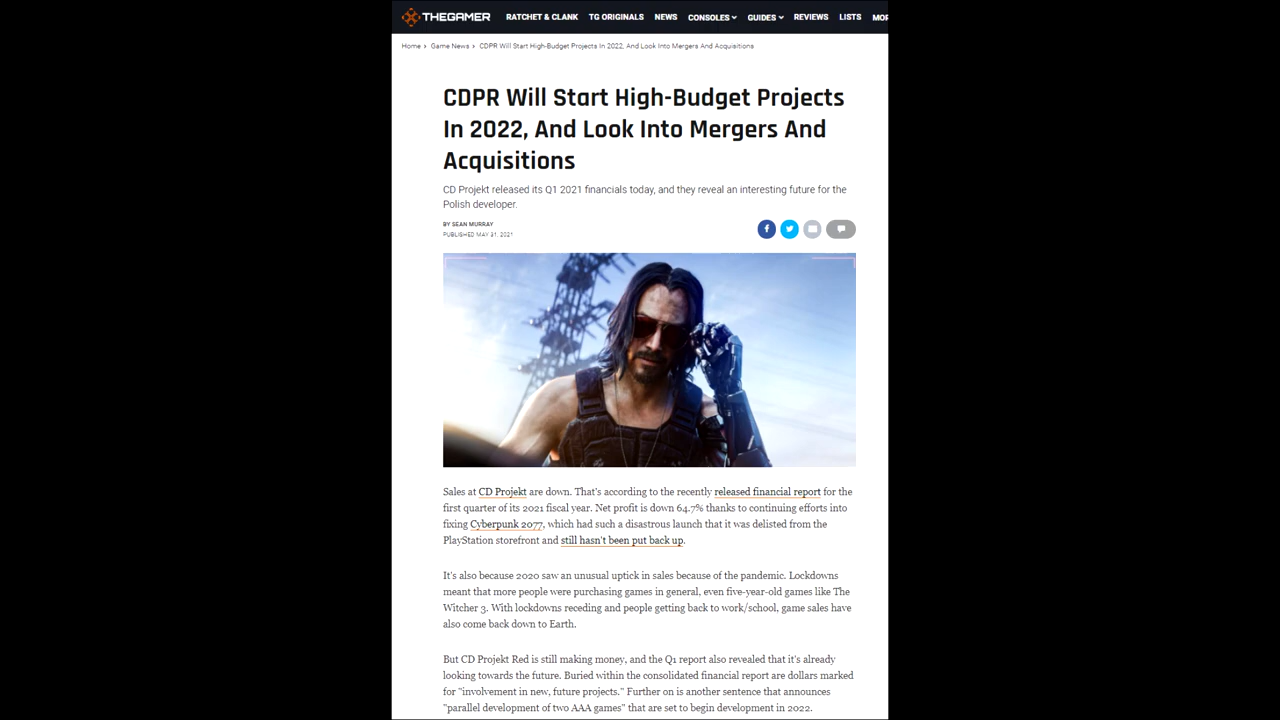 THEGAMER RATCHET & CLANK TG ORIGINALS NEWS CONSOLES GUIDES REVIEWS LISTS
Home > Game News > CDPR Will Start High-Budget Projects In 2022, And Look Into Mergers And Acquisitions
CDPR Will Start High-Budget Projects
In 2022, And Look Into Mergers And
Acquisitions
CD Projekt released its Q1 2021 financials today, and they reveal an interesting future for the
Polish developer.
BY SEAN MURRAY
PUBLISHED MAY 31, 2021
Sales at CD Projekt are down. That's according to the recently released financial report for the
first quarter of its 2021 fiscal year. Net profit is down 64.7% thanks to continuing efforts into
fixing Cyberpunk 2077, which had such a disastrous launch that it was delisted from the
PlayStation storefront and still hasn't been put back up.
It's also because 2020 saw an unusual uptick in sales because of the pandemic. Lockdowns
meant that more people were purchasing games in general, even five-year-old games like The
Witcher 3. With lockdowns receding and people getting back to work/school, game sales have
also come back down to Earth.
But CD Projekt Red is still making money, and the Q1 report also revealed that it's already
looking towards the future. Buried within the consolidated financial report are dollars marked
for "involvement in new, future projects." Further on is another sentence that announces
"parallel development of two AAA games" that are set to begin development in 2022.